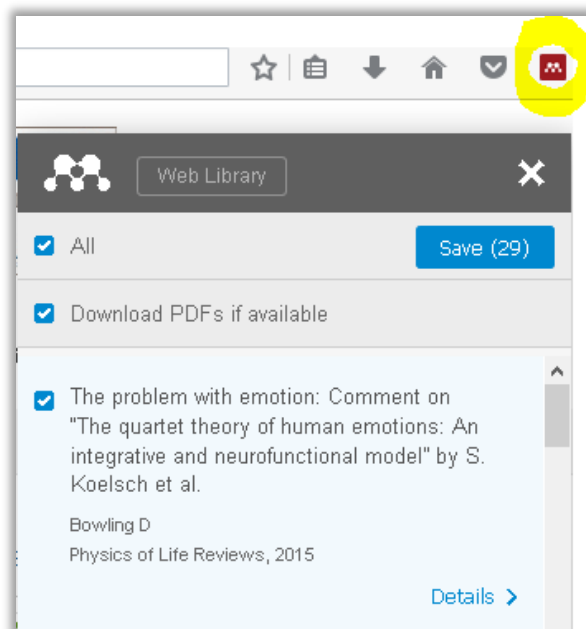 Web Library
All
Save (29)
Download PDFs if available
The problem with emotion: Comment on
"The quartet theory of human emotions: An
integrative and neurofunctional model" by S.
Koelsch et al.
Bowling D
Physics of Life Reviews, 2015
Details